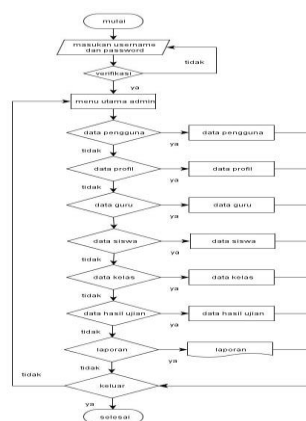 mulai
masukan username
dan password
verifikasi
tidak
ya
menu utama admin
data pengguna
ya
data pengguna
tidak
data profil
ya
data profil
tidak
data guru
ya
data guru
tidak
data siswa
ya
data siswa
tidak
data kelas
ya
data kelas
tidak
data hasil ujian
ya
data hasil ujian
tidak
laporan
ya
laporan
tidak
tidak
keluar
ya
selesai